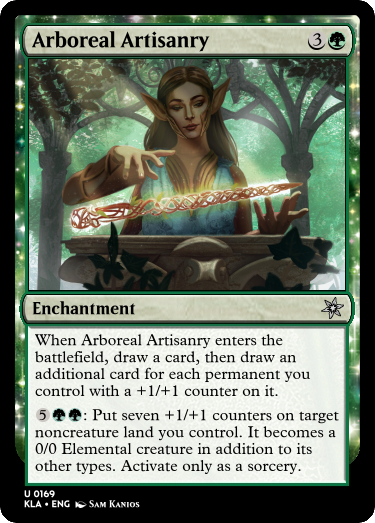 Arboreal Artisanry 3
Enchantment
When Arboreal Artisanry enters the
battlefield, draw a card, then draw an
additional card for each permanent you
control with a +1/+1 counter on it.
5: Put seven +1/+1 counters on target
noncreature land you control. It becomes a
0/0 Elemental creature in addition to its
other types. Activate only as a sorcery.
U 0169
KLA • ENG Sam Kanios